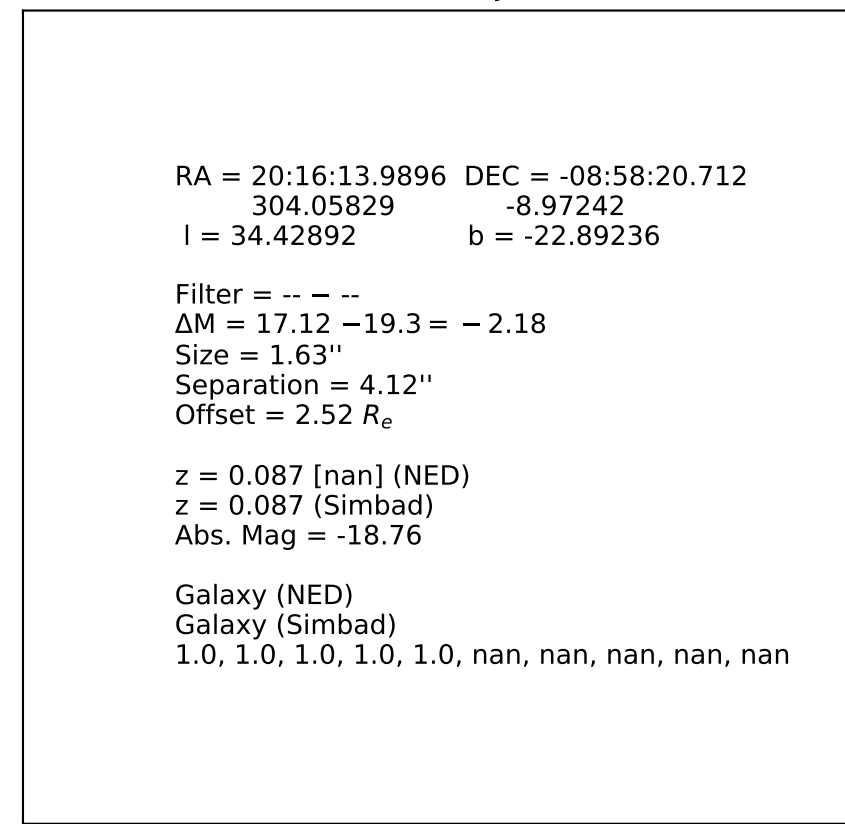 RA = 20:16:13.9896  DEC = -08:58:20.712
304.05829 -8.97242
l = 34.42892 b = -22.89236
Filter = -- − --
ΔM = 17.12 −19.3 = − 2.18
Size = 1.63''
Separation = 4.12''
Offset = 2.52 Re
z = 0.087 [nan] (NED)
z = 0.087 (Simbad)
Abs. Mag = -18.76
Galaxy (NED)
Galaxy (Simbad)
1.0, 1.0, 1.0, 1.0, 1.0, nan, nan, nan, nan, nan